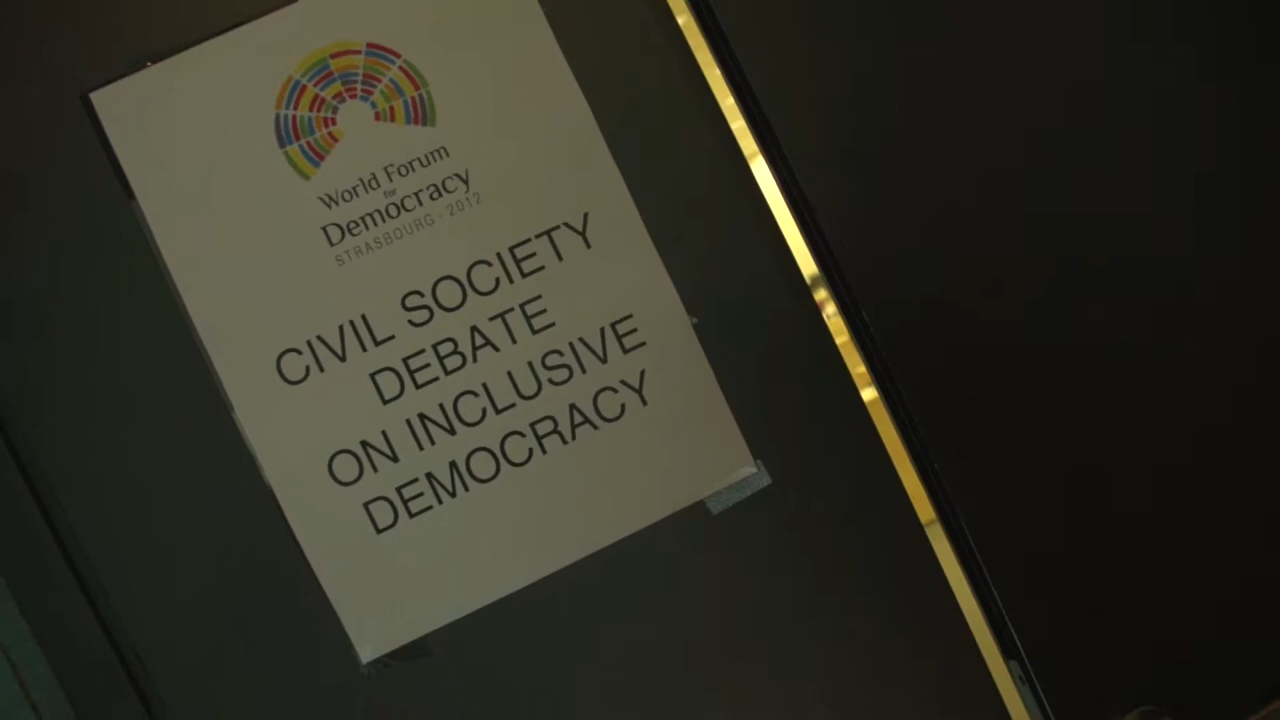 World Forum
for
Democracy
STRASBOURG : 2012
CIVIL SOCIETY
DEBATE
ON INCLUSIVE
DEMOCRACY